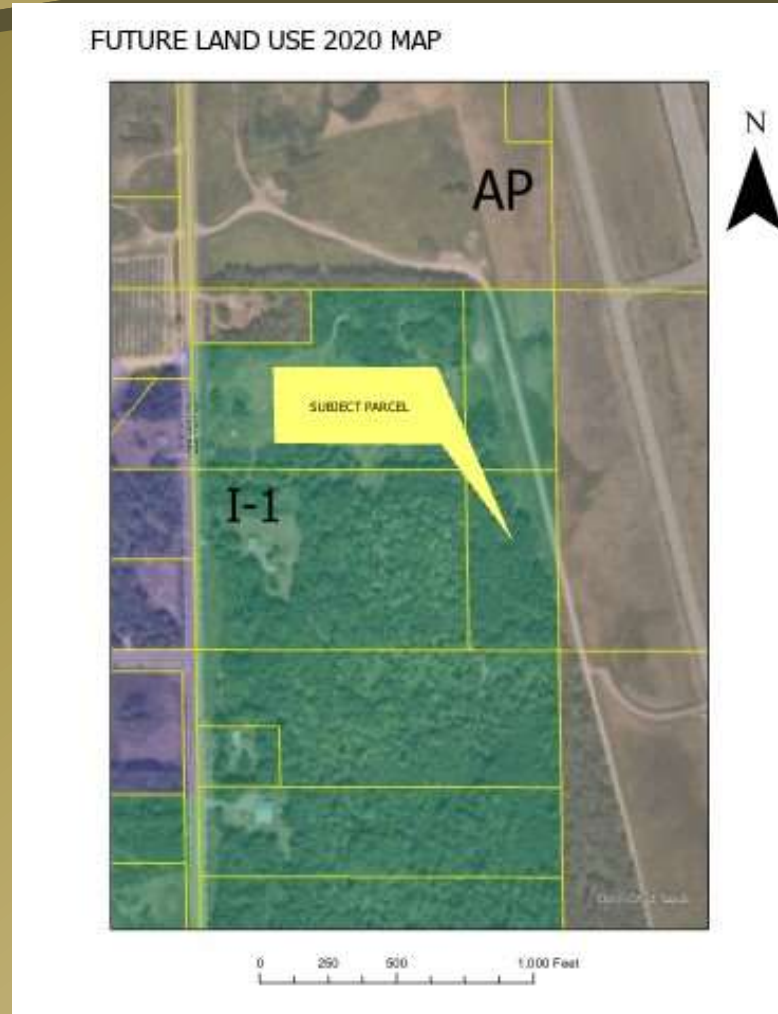 FUTURE LAND USE 2020 MAP
N
AP
SUBJECT PARCEL
I-1
0 250 500 1,000 Feet